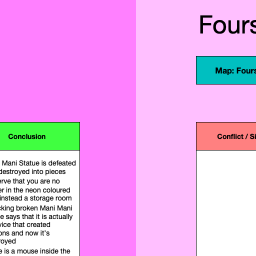 Fours
Map: Fours
Conclusion
Conflict / Si
Mani Statue is defeated
destroyed into pieces
erve that you are no
er in the neon coloured
instead a storage room
cking broken Mani Mani
e says that it is actually
vice that created
ons and now it's
royed
e is a mouse inside the